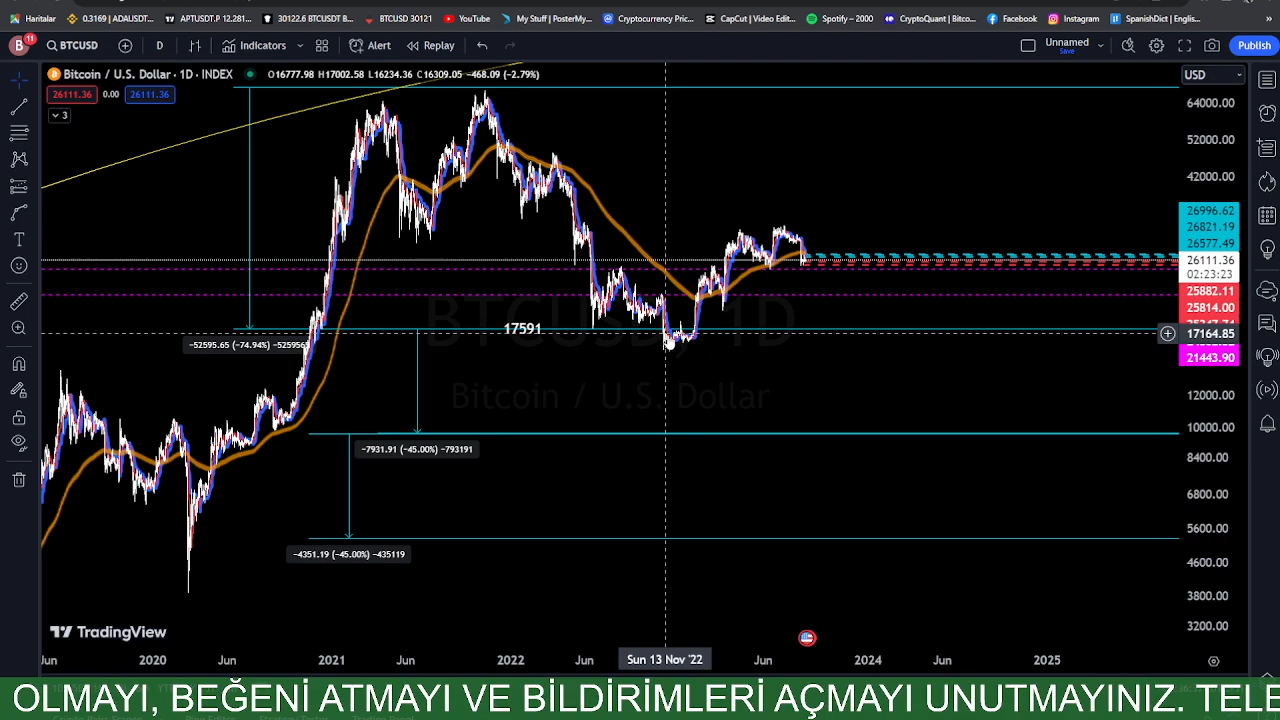 Haritalar 0.3169 | ADAUSDT... APTUSDT.P 12.281... 30122.6 BTCUSDT B... BTCUSD 30121 YouTube My Stuff | PosterMy... Cryptocurrency Pric... CapCut | Video Edit... Spotify – 2000 CryptoQuant | Bitco... Facebook Instagram SpanishDict | Englis... »
B 11 BTCUSD D Indicators Alert Replay Unnamed Save Publish
Bitcoin / U.S. Dollar · 1D · INDEX O16777.98 H17002.58 L16234.36 C16309.05 −468.09 (−2.79%) USD
26111.36 0.00 26111.36
3
64000.00
52000.00
42000.00
26996.62
26821.19
26577.49
26111.36
02:23:23
25882.11
25814.00
17591
17164.85
−52595.65 (−74.94%) −525956
21443.90
BTCUSD, 1D
Bitcoin / U.S. Dollar
12000.00
10000.00
−7931.91 (−45.00%) −793191
8400.00
6800.00
5600.00
−4351.19 (−45.00%) −435119
4600.00
3800.00
3200.00
TradingView
Jun 2020 Jun 2021 Jun 2022 Jun Sun 13 Nov '22 Jun 2024 Jun 2025
OLMAYI, BEĞENİ ATMAYI VE BİLDİRİMLERİ AÇMAYI UNUTMAYINIZ. TELE